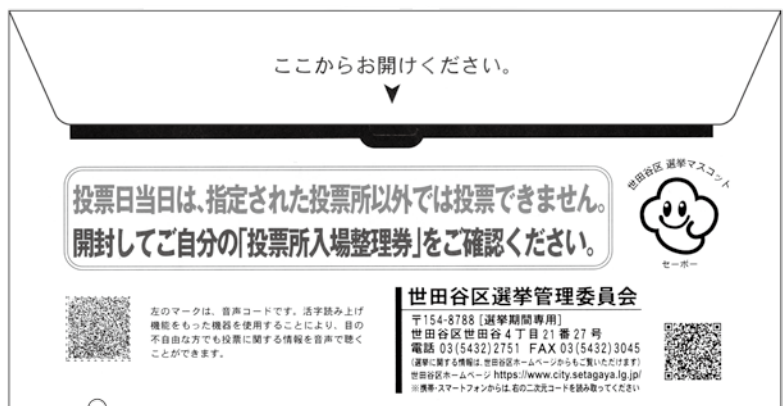 ここからお開けください。
投票日当日は、指定された投票所以外では投票できません。
開封してご自分の「投票所入場整理券」をご確認ください。
世田谷区 選挙マスコット
セーボー
左のマークは、音声コードです。活字読み上げ
機能をもった機器を使用することにより、目の
不自由な方でも投票に関する情報を音声で聴く
ことができます。
世田谷区選挙管理委員会
〒154-8788 [選挙期間専用]
世田谷区世田谷4丁目21番27号
電話 03(5432)2751 FAX 03(5432)3045
(選挙に関する情報は、世田谷区ホームページからもご覧いただけます)
世田谷区ホームページ https://www.city.setagaya.lg.jp/
※携帯・スマートフォンからは、右の二次元コードを読み取ってください